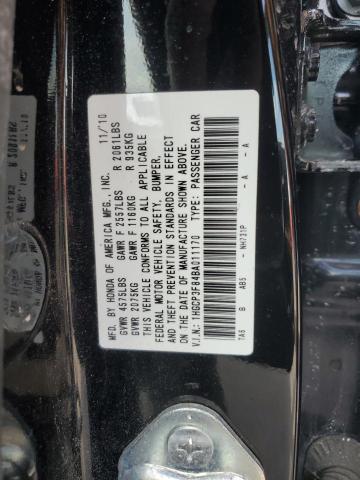 MFD. BY HONDA OF AMERICA MFG., INC. 11/10
GVWR 4575LBS GAWR F 2557LBS R 2061LBS
GVWR 2075KG GAWR F 1160KG R 935KG
THIS VEHICLE CONFORMS TO ALL APPLICABLE
FEDERAL MOTOR VEHICLE SAFETY, BUMPER,
AND THEFT PREVENTION STANDARDS IN EFFECT
ON THE DATE OF MANUFACTURE SHOWN ABOVE.
V.I.N.: 1HGCP3F84BA011170 TYPE: PASSENGER CAR
TA5 B AB5 - NH731P - A - A